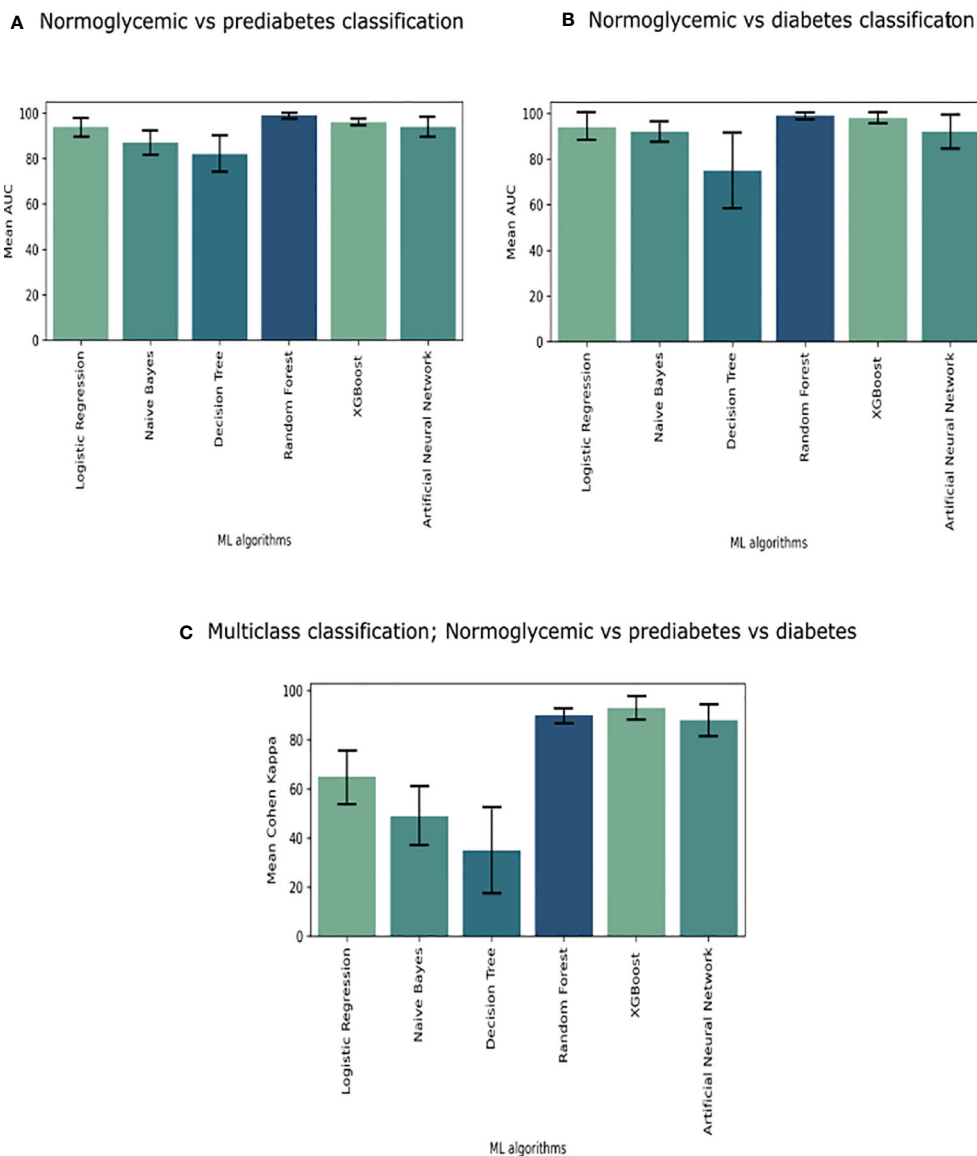 A Normoglycemic vs prediabetes classification
Mean AUC
100
80
60
40
20
0
Logistic Regression
Naive Bayes
Decision Tree
Random Forest
XGBoost
Artificial Neural Network
ML algorithms
B Normoglycemic vs diabetes classification
Mean AUC
100
80
60
40
20
0
Logistic Regression
Naive Bayes
Decision Tree
Random Forest
XGBoost
Artificial Neural Network
ML algorithms
C Multiclass classification; Normoglycemic vs prediabetes vs diabetes
Mean Cohen Kappa
100
80
60
40
20
0
Logistic Regression
Naive Bayes
Decision Tree
Random Forest
XGBoost
Artificial Neural Network
ML algorithms